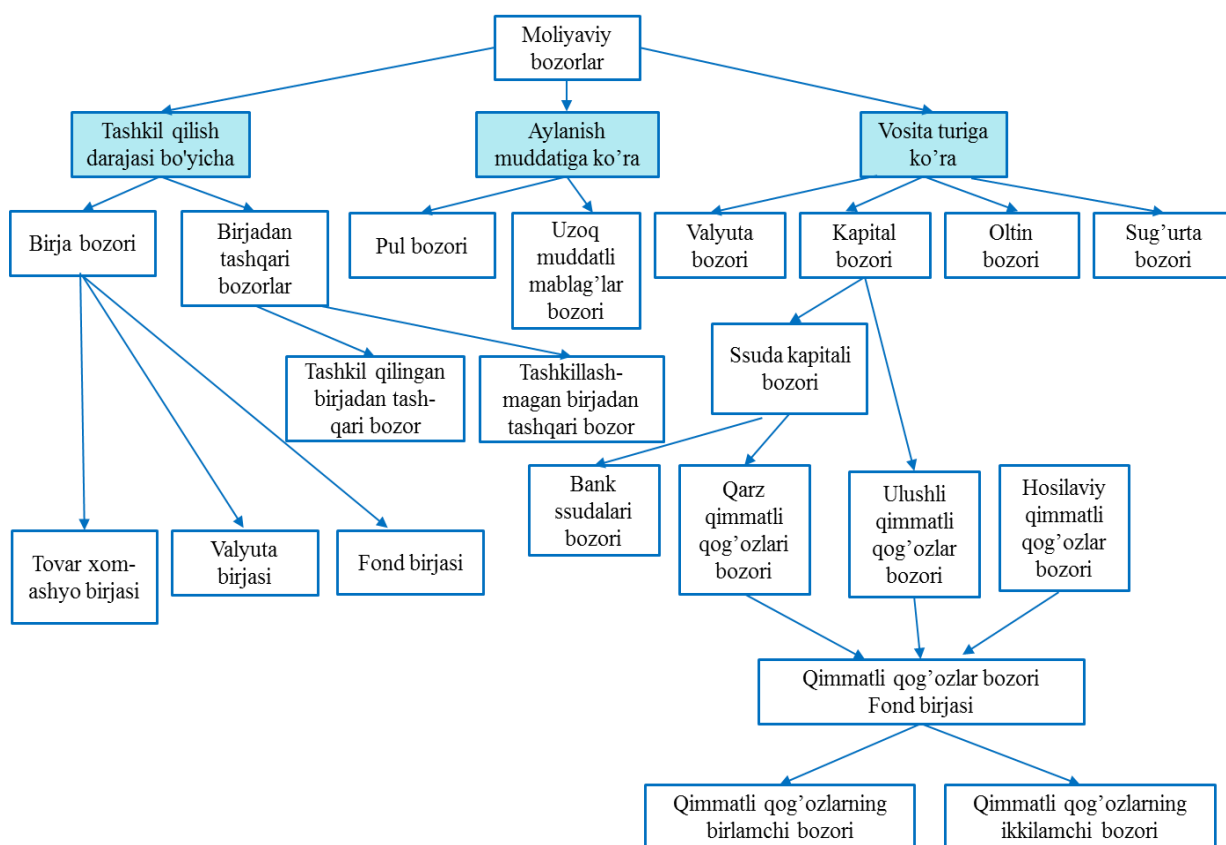 Moliyaviy
bozorlar
Tashkil qilish
darajasi bo'yicha
Aylanish
muddatiga ko’ra
Vosita turiga
ko’ra
Birja bozori
Birjadan
tashqari
bozorlar
Pul bozori
Uzoq
muddatli
mablag’lar
bozori
Valyuta
bozori
Kapital
bozori
Oltin
bozori
Sug’urta
bozori
Ssuda kapitali
bozori
Tashkil qilingan
birjadan tash-
qari bozor
Tashkillash-
magan birjadan
tashqari bozor
Bank
ssudalari
bozori
Qarz
qimmatli
qog’ozlari
bozori
Ulushli
qimmatli
qog’ozlar
bozori
Hosilaviy
qimmatli
qog’ozlar
bozori
Tovar xom-
ashyo birjasi
Valyuta
birjasi
Fond birjasi
Qimmatli qog’ozlar bozori
Fond birjasi
Qimmatli qog’ozlarning
birlamchi bozori
Qimmatli qog’ozlarning
ikkilamchi bozori